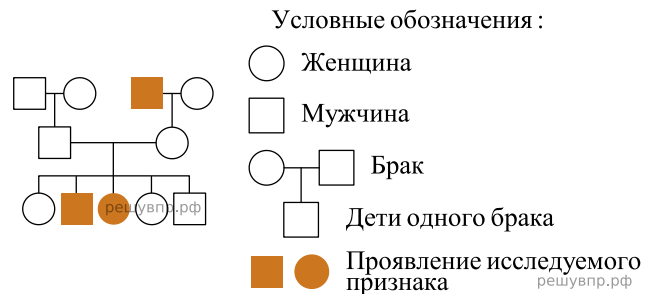 Условные обозначения :
Женщина
Мужчина
Брак
Дети одного брака
Проявление исследуемого
признака
решувпр.рф
решувпр.рф